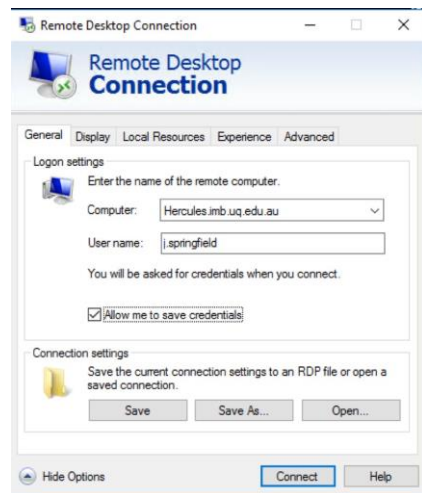 Remote Desktop Connection
Remote Desktop
Connection
General Display Local Resources Experience Advanced
Logon settings
Enter the name of the remote computer.
Computer: Hercules.imb.uq.edu.au
User name: j.springfield
You will be asked for credentials when you connect.
Allow me to save credentials
Connection settings
Save the current connection settings to an RDP file or open a
saved connection.
Save Save As... Open...
Hide Options Connect Help